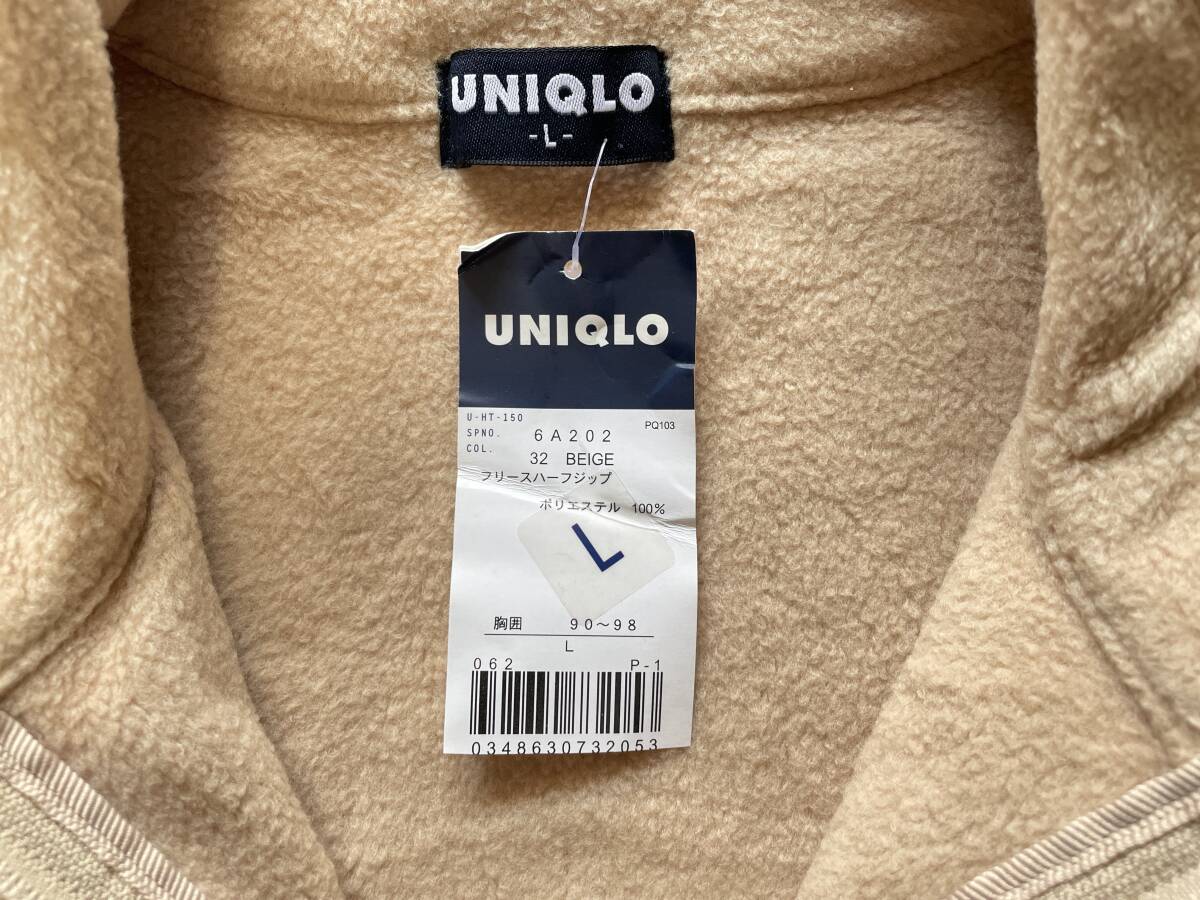 UNIQLO
-L-
UNIQLO
U-HT-150
PQ103
SPNO. 6A202
COL. 32 BEIGE
フリースハーフジップ
ポリエステル 100%
L
胸囲 90～98
L
062 P-1
0348630732053